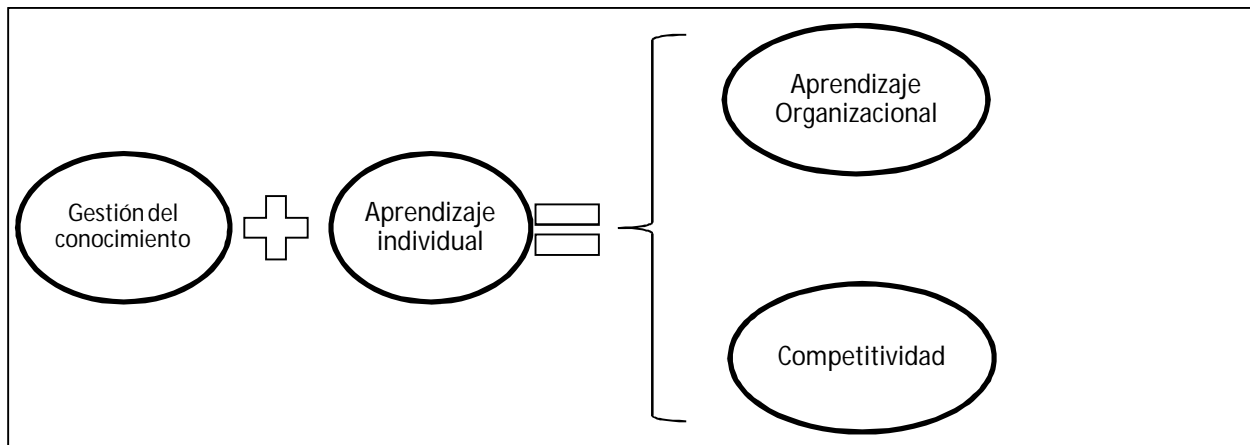 Gestión del
conocimiento
Aprendizaje
individual
Aprendizaje
Organizacional
Competitividad